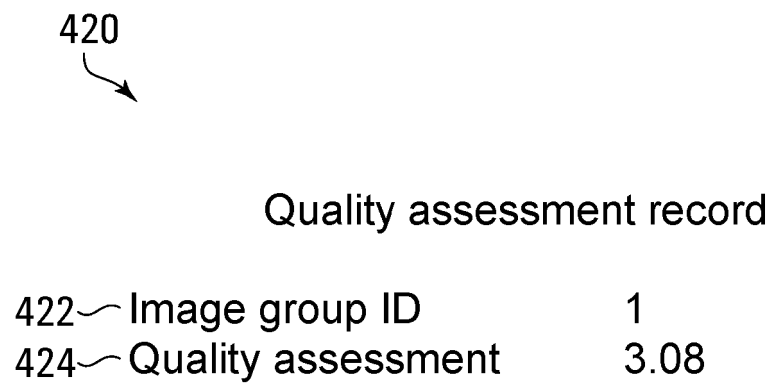 420
Quality assessment record
422 Image group ID 1
424 Quality assessment 3.08